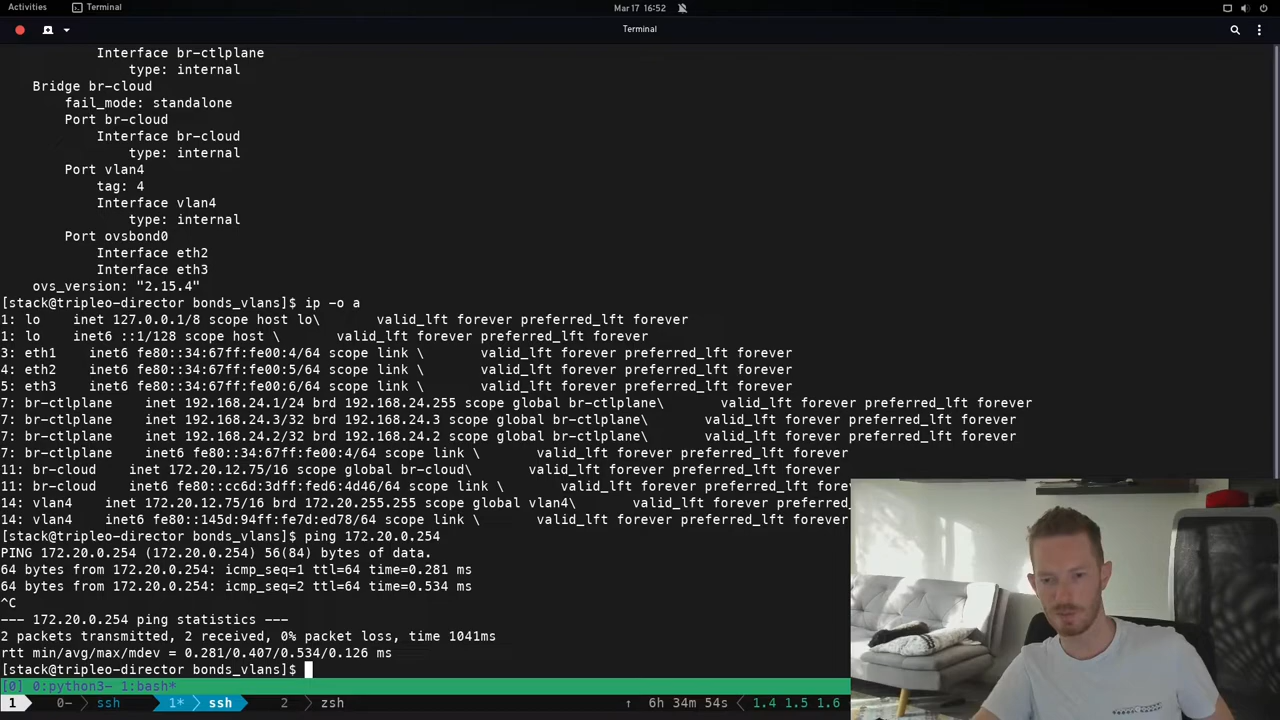 Activities Terminal Mar 17 16:52
Terminal
Interface br-ctlplane
type: internal
Bridge br-cloud
fail_mode: standalone
Port br-cloud
Interface br-cloud
type: internal
Port vlan4
tag: 4
Interface vlan4
type: internal
Port ovsbond0
Interface eth2
Interface eth3
ovs_version: "2.15.4"
[stack@tripleo-director bonds_vlans]$ ip -o a
1: lo    inet 127.0.0.1/8 scope host lo\       valid_lft forever preferred_lft forever
1: lo    inet6 ::1/128 scope host \       valid_lft forever preferred_lft forever
3: eth1    inet6 fe80::34:67ff:fe00:4/64 scope link \       valid_lft forever preferred_lft forever
4: eth2    inet6 fe80::34:67ff:fe00:5/64 scope link \       valid_lft forever preferred_lft forever
5: eth3    inet6 fe80::34:67ff:fe00:6/64 scope link \       valid_lft forever preferred_lft forever
7: br-ctlplane    inet 192.168.24.1/24 brd 192.168.24.255 scope global br-ctlplane\       valid_lft forever preferred_lft forever
7: br-ctlplane    inet 192.168.24.3/32 brd 192.168.24.3 scope global br-ctlplane\       valid_lft forever preferred_lft forever
7: br-ctlplane    inet 192.168.24.2/32 brd 192.168.24.2 scope global br-ctlplane\       valid_lft forever preferred_lft forever
7: br-ctlplane    inet6 fe80::34:67ff:fe00:4/64 scope link \       valid_lft forever preferred_lft forever
11: br-cloud    inet 172.20.12.75/16 scope global br-cloud\       valid_lft forever preferred_lft forever
11: br-cloud    inet6 fe80::cc6d:3dff:fed6:4d46/64 scope link \       valid_lft forever preferred_
14: vlan4    inet 172.20.12.75/16 brd 172.20.255.255 scope global vlan4\       valid_lft forever preferred_
14: vlan4    inet6 fe80::145d:94ff:fe7d:ed78/64 scope link \       valid_lft forever preferred_lft forever
[stack@tripleo-director bonds_vlans]$ ping 172.20.0.254
PING 172.20.0.254 (172.20.0.254) 56(84) bytes of data.
64 bytes from 172.20.0.254: icmp_seq=1 ttl=64 time=0.281 ms
64 bytes from 172.20.0.254: icmp_seq=2 ttl=64 time=0.534 ms
^C
--- 172.20.0.254 ping statistics ---
2 packets transmitted, 2 received, 0% packet loss, time 1041ms
rtt min/avg/max/mdev = 0.281/0.407/0.534/0.126 ms
[stack@tripleo-director bonds_vlans]$
[0] 0:python3- 1:bash*
1 0- ssh 1* ssh 2 zsh ↑ 6h 34m 54s 1.4 1.5 1.6